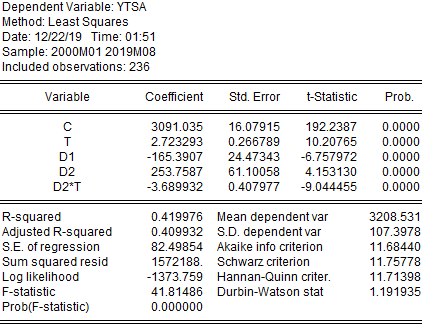 Dependent Variable: YTSA
Method: Least Squares
Date: 12/22/19 Time: 01:51
Sample: 2000M01 2019M08
Included observations: 236
Variable Coefficient Std. Error t-Statistic Prob.
C 3091.035 16.07915 192.2387 0.0000
T 2.723293 0.266789 10.20765 0.0000
D1 -165.3907 24.47343 -6.757972 0.0000
D2 253.7587 61.10058 4.153130 0.0000
D2*T -3.689932 0.407977 -9.044455 0.0000
R-squared 0.419976 Mean dependent var 3208.531
Adjusted R-squared 0.409932 S.D. dependent var 107.3978
S.E. of regression 82.49854 Akaike info criterion 11.68440
Sum squared resid 1572188. Schwarz criterion 11.75778
Log likelihood -1373.759 Hannan-Quinn criter. 11.71398
F-statistic 41.81486 Durbin-Watson stat 1.191935
Prob(F-statistic) 0.000000